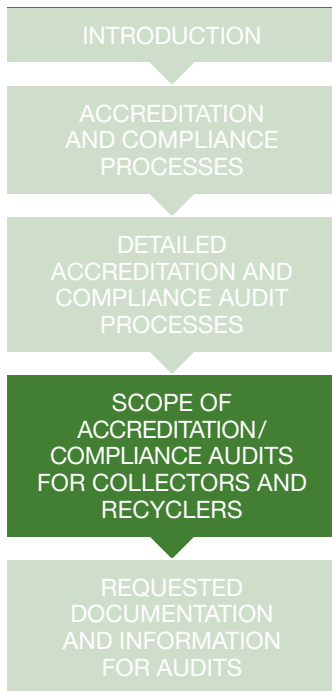 INTRODUCTION
ACCREDITATION
AND COMPLIANCE
PROCESSES
DETAILED
ACCREDITATION AND
COMPLIANCE AUDIT
PROCESSES
SCOPE OF
ACCREDITATION/
COMPLIANCE AUDITS
FOR COLLECTORS AND
RECYCLERS
REQUESTED
DOCUMENTATION
AND INFORMATION
FOR AUDITS